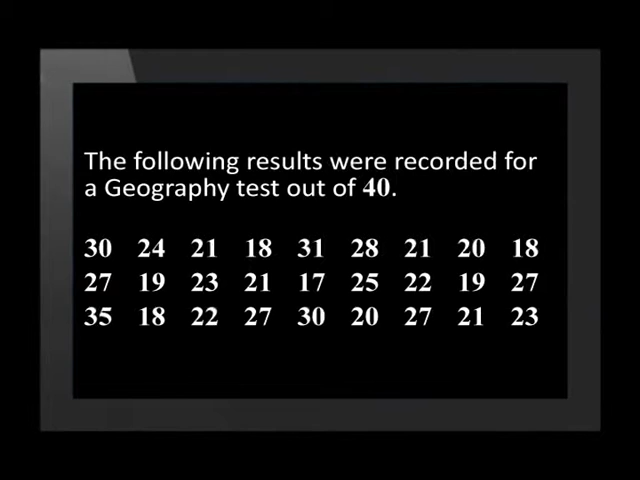 The following results were recorded for
a Geography test out of 40.
30 24 21 18 31 28 21 20 18
27 19 23 21 17 25 22 19 27
35 18 22 27 30 20 27 21 23